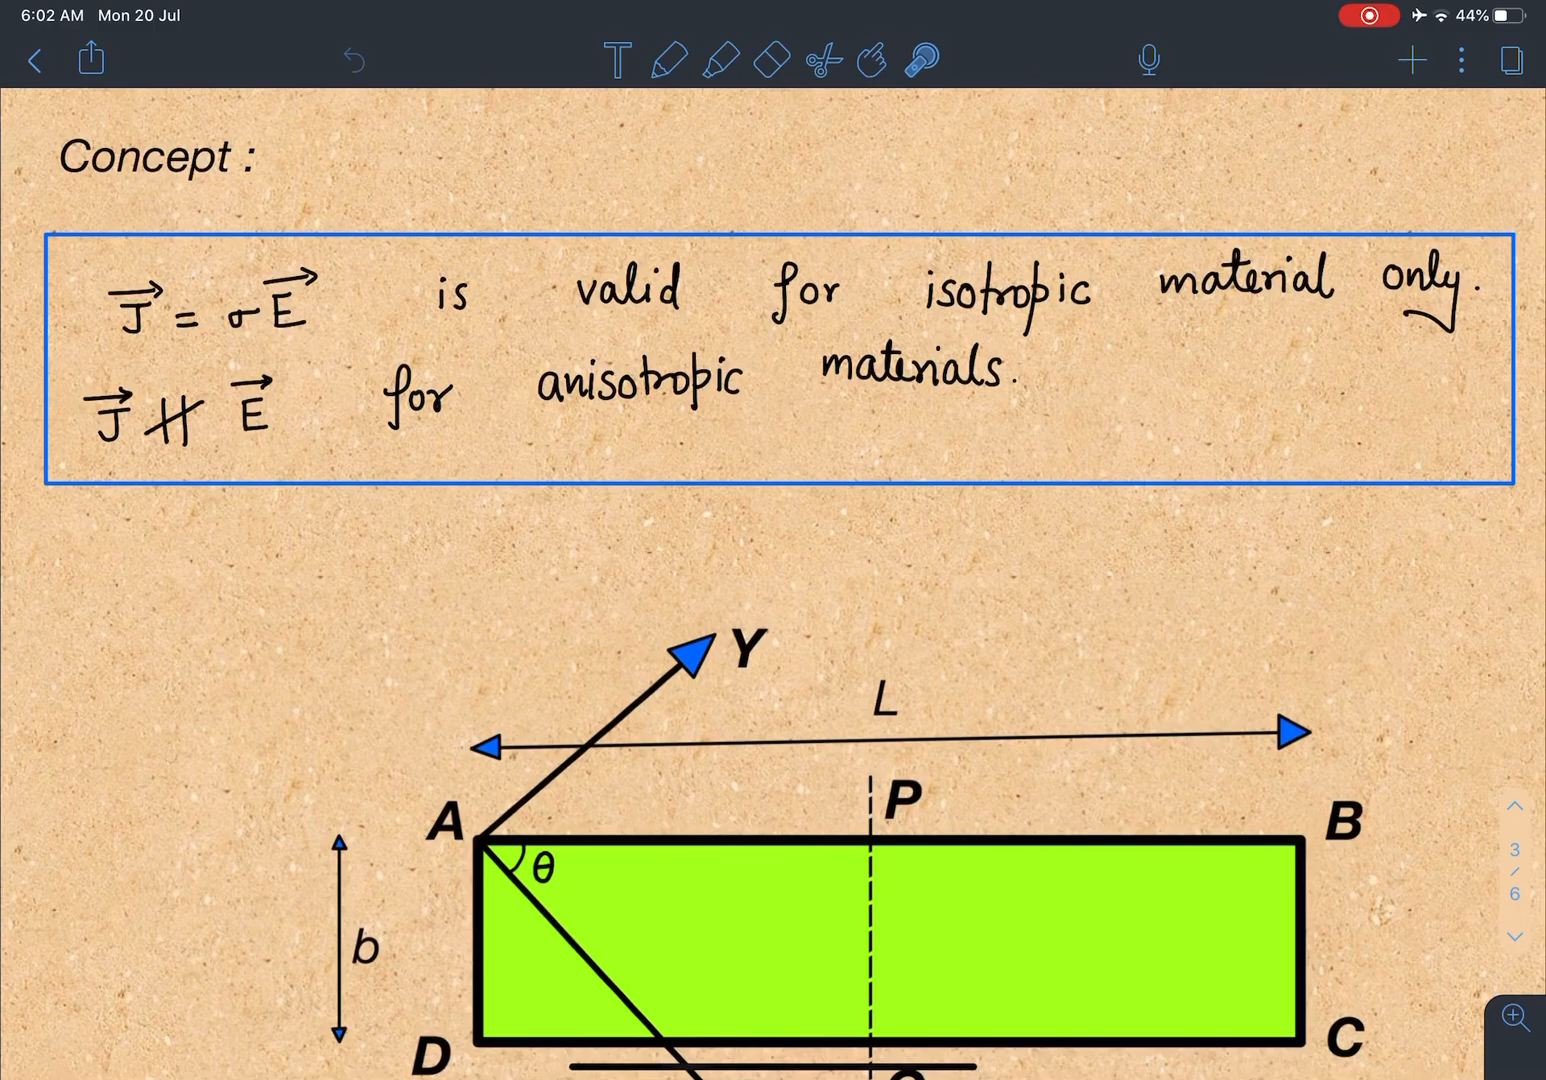 6:02 AM Mon 20 Jul
44%
T
Concept :
J = σE is valid for isotropic material only.
J ∦ E for anisotropic materials.
Y
L
P
A
B
θ
3
/
6
b
D
C